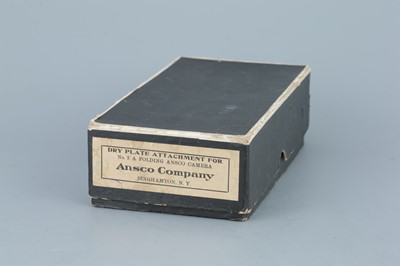 DRY PLATE ATTACHMENT FOR
No. 3 A FOLDING ANSCO CAMERA
Ansco Company
BINGHAMTON, N. Y.